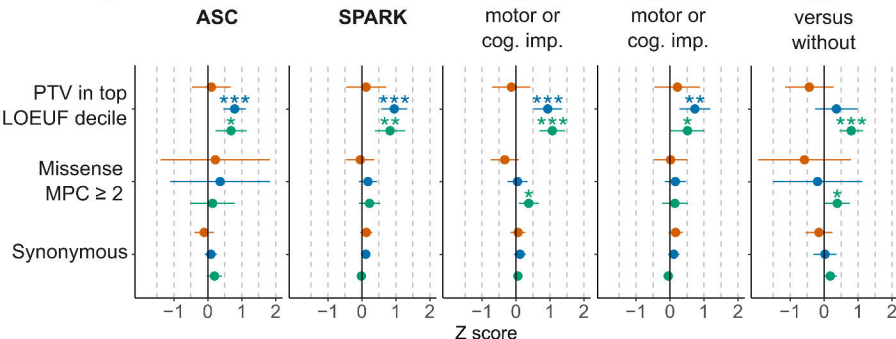 ASC
SPARK
motor or
cog. imp.
motor or
cog. imp.
versus
without
PTV in top
LOEUF decile
***
*
***
**
***
***
**
*
***
Missense
MPC ≥ 2
*
*
Synonymous
−1 0 1 2
−1 0 1 2
−1 0 1 2
−1 0 1 2
−1 0 1 2
Z score